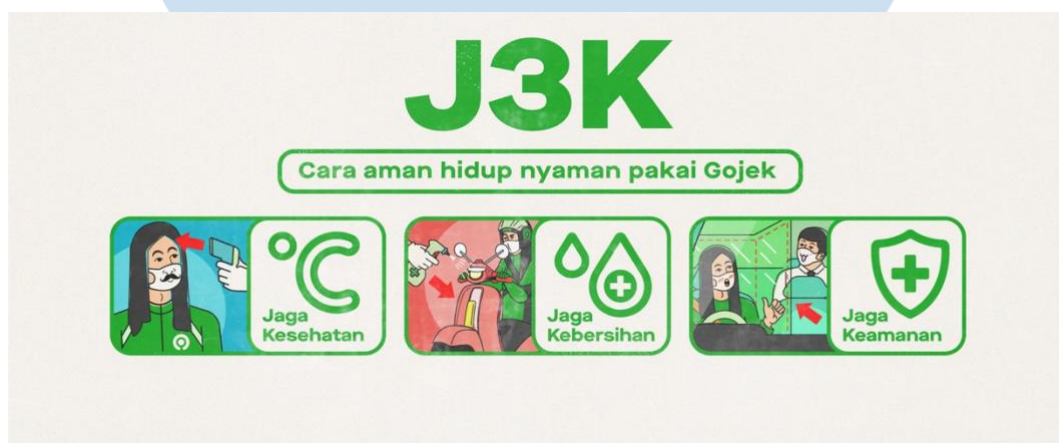 J3K
Cara aman hidup nyaman pakai Gojek
Jaga
Kesehatan
Jaga
Kebersihan
Jaga
Keamanan